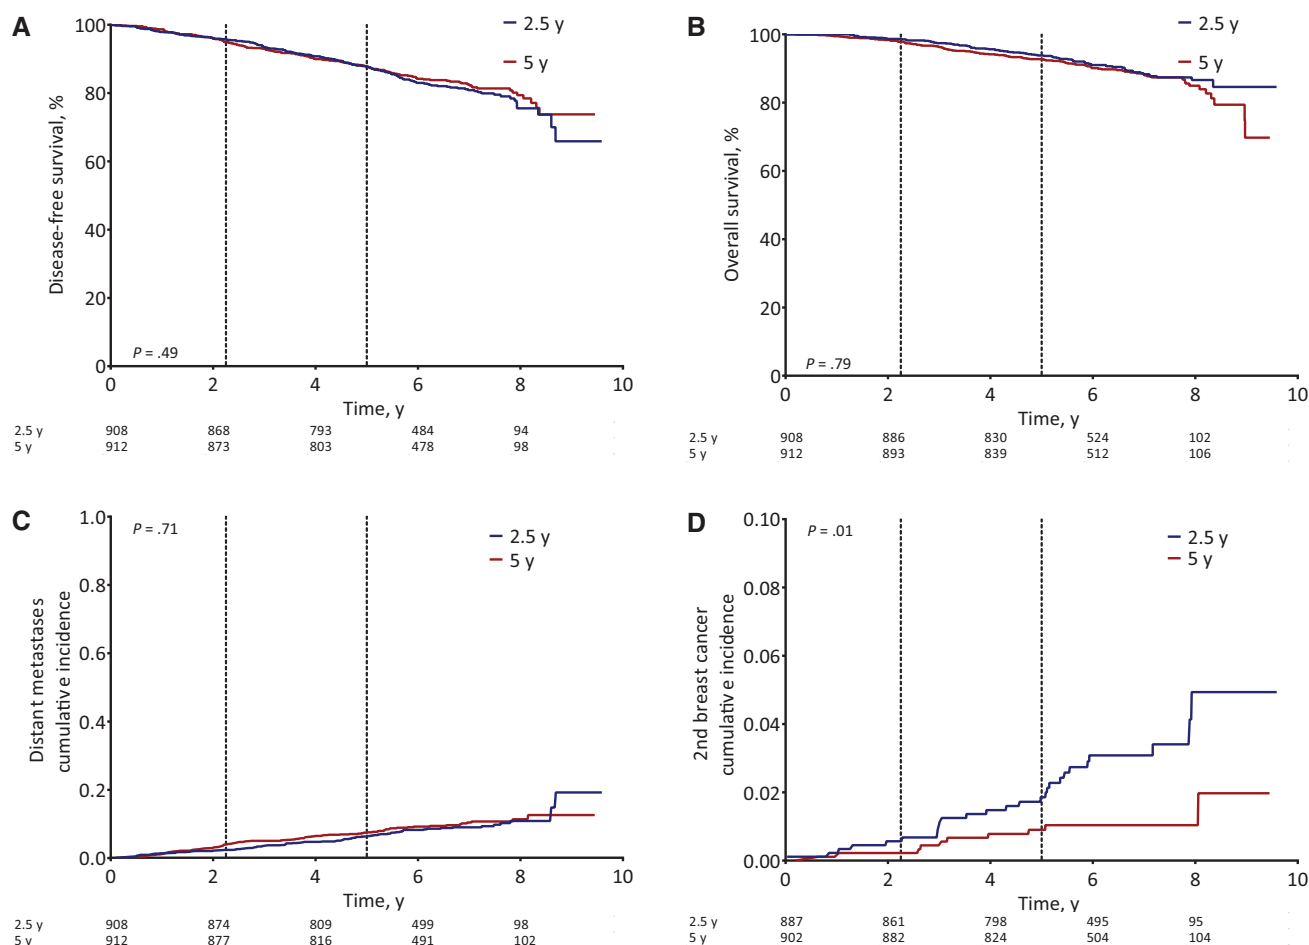 A
100
80
60
40
20
0
Disease-free survival, %
2.5 y
5 y
P = .49
0 2 4 6 8 10
Time, y
2.5 y 908 868 793 484 94
5 y 912 873 803 478 98
B
100
80
60
40
20
0
Overall survival, %
2.5 y
5 y
P = .79
0 2 4 6 8 10
Time, y
2.5 y 908 886 830 524 102
5 y 912 893 839 512 106
C
1.0
0.8
0.6
0.4
0.2
0.0
Distant metastases
cumulative incidence
P = .71
2.5 y
5 y
0 2 4 6 8 10
Time, y
2.5 y 908 874 809 499 98
5 y 912 877 816 491 102
D
0.10
0.08
0.06
0.04
0.02
0.00
2nd breast cancer
cumulative incidence
P = .01
2.5 y
5 y
0 2 4 6 8 10
Time, y
2.5 y 887 861 798 495 95
5 y 902 882 824 504 104